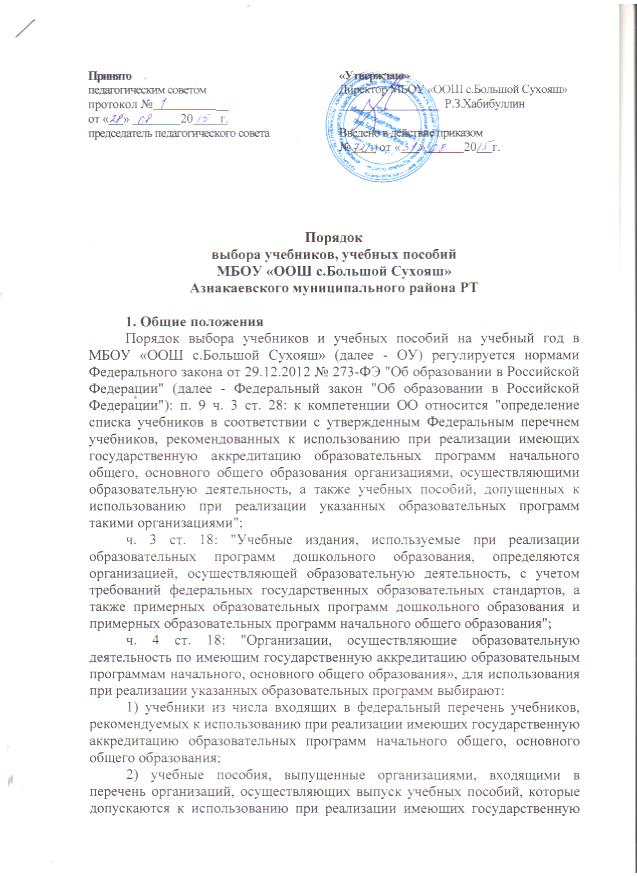 Принято
педагогическим советом
протокол № 1
от «28» 08 2015 г.
председатель педагогического совета
«Утверждаю»
Директор МБОУ «ООШ с.Большой Сухояш»
Р.З.Хабибуллин
Введено в действие приказом
№ от «31» 08 2015 г.
Порядок
выбора учебников, учебных пособий
МБОУ «ООШ с.Большой Сухояш»
Азнакаевского муниципального района РТ
1. Общие положения
Порядок выбора учебников и учебных пособий на учебный год в
МБОУ «ООШ с.Большой Сухояш» (далее - ОУ) регулируется нормами
Федерального закона от 29.12.2012 № 273-ФЭ "Об образовании в Российской
Федерации" (далее - Федеральный закон "Об образовании в Российской
Федерации"): п. 9 ч. 3 ст. 28: к компетенции ОО относится "определение
списка учебников в соответствии с утвержденным Федеральным перечнем
учебников, рекомендованных к использованию при реализации имеющих
государственную аккредитацию образовательных программ начального
общего, основного общего образования организациями, осуществляющими
образовательную деятельность, а также учебных пособий, допущенных к
использованию при реализации указанных образовательных программ
такими организациями";
ч. 3 ст. 18: "Учебные издания, используемые при реализации
образовательных программ дошкольного образования, определяются
организацией, осуществляющей образовательную деятельность, с учетом
требований федеральных государственных образовательных стандартов, а
также примерных образовательных программ дошкольного образования и
примерных образовательных программ начального общего образования";
ч. 4 ст. 18: "Организации, осуществляющие образовательную
деятельность по имеющим государственную аккредитацию образовательным
программам начального, основного общего образования», для использования
при реализации указанных образовательных программ выбирают:
1) учебники из числа входящих в федеральный перечень учебников,
рекомендуемых к использованию при реализации имеющих государственную
аккредитацию образовательных программ начального общего, основного
общего образования;
2) учебные пособия, выпущенные организациями, входящими в
перечень организаций, осуществляющих выпуск учебных пособий, которые
допускаются к использованию при реализации имеющих государственную